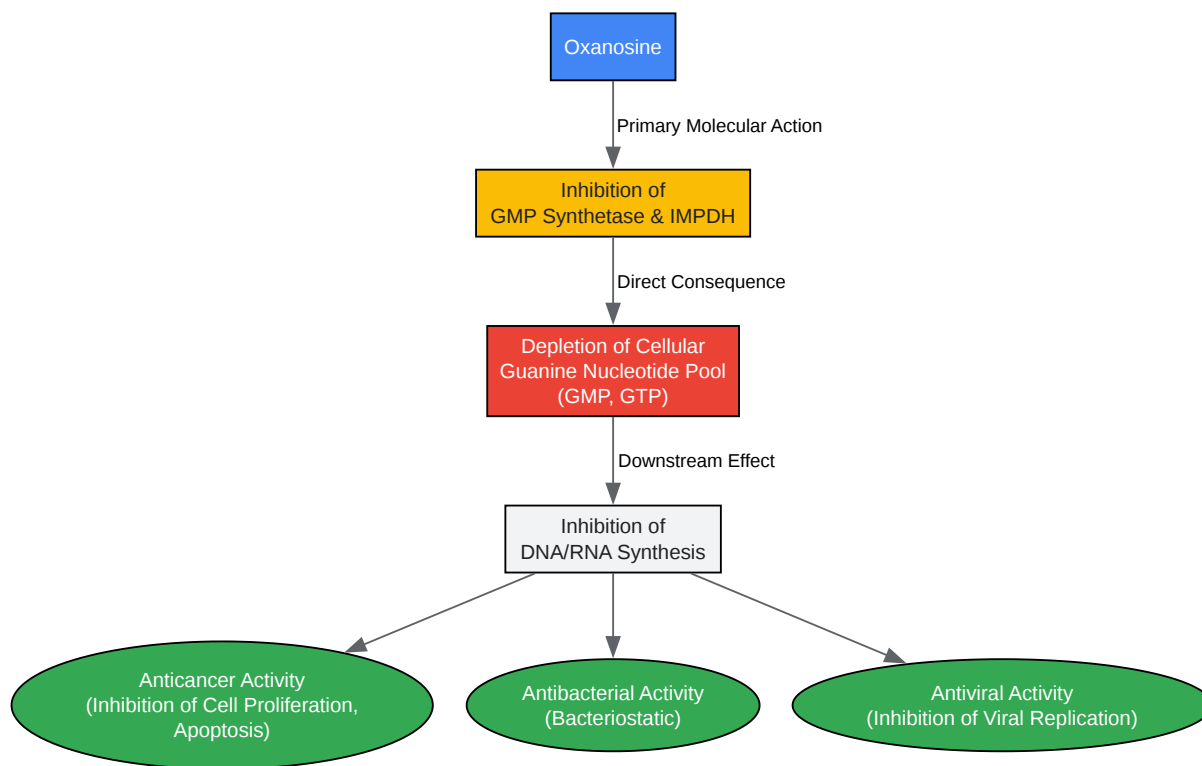 Oxanosine
Primary Molecular Action
Inhibition of
GMP Synthetase & IMPDH
Direct Consequence
Depletion of Cellular
Guanine Nucleotide Pool
(GMP, GTP)
Downstream Effect
Inhibition of
DNA/RNA Synthesis
Anticancer Activity
(Inhibition of Cell Proliferation,
Apoptosis)
Antibacterial Activity
(Bacteriostatic)
Antiviral Activity
(Inhibition of Viral Replication)